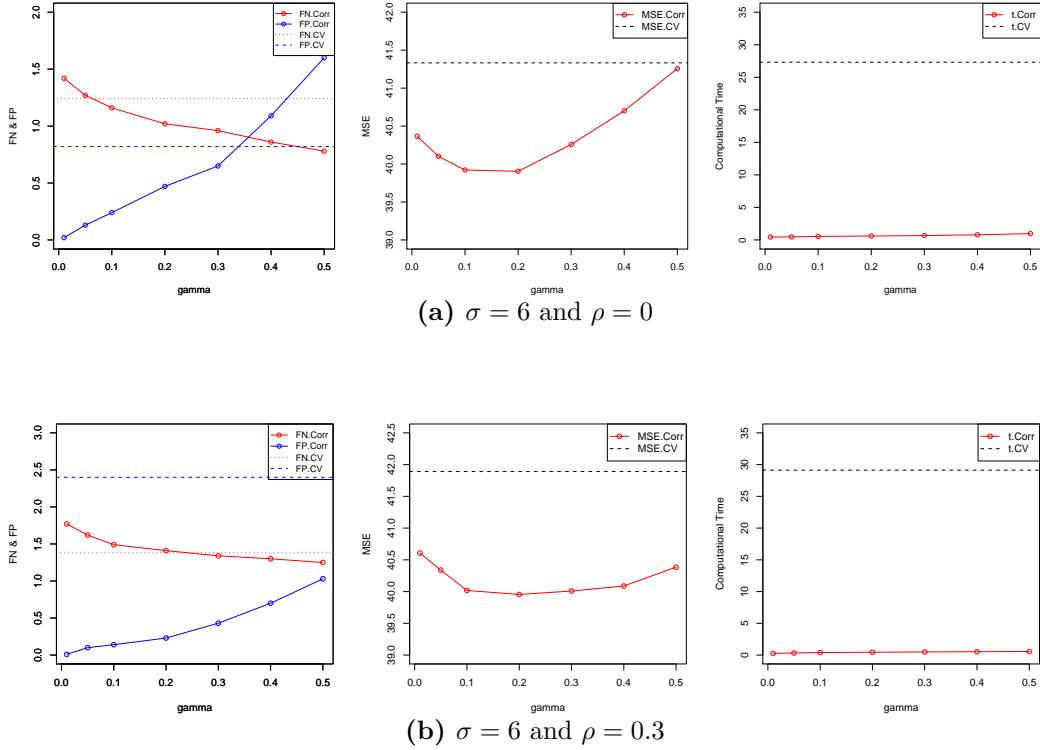 FN & FP
2.0
1.5
1.0
0.5
0.0
FN.Corr
FP.Corr
FN.CV
FP.CV
0.0 0.1 0.2 0.3 0.4 0.5
gamma
MSE
42.0
41.5
41.0
40.5
40.0
39.5
39.0
MSE.Corr
MSE.CV
0.0 0.1 0.2 0.3 0.4 0.5
gamma
Computational Time
35
30
25
20
15
10
5
0
t.Corr
t.CV
0.0 0.1 0.2 0.3 0.4 0.5
gamma
(a) σ = 6 and ρ = 0
FN & FP
3.0
2.5
2.0
1.5
1.0
0.5
0.0
FN.Corr
FP.Corr
FN.CV
FP.CV
0.0 0.1 0.2 0.3 0.4 0.5
gamma
MSE
42.5
42.0
41.5
41.0
40.5
40.0
39.5
39.0
MSE.Corr
MSE.CV
0.0 0.1 0.2 0.3 0.4 0.5
gamma
Computational Time
35
30
25
20
15
10
5
0
t.Corr
t.CV
0.0 0.1 0.2 0.3 0.4 0.5
gamma
(b) σ = 6 and ρ = 0.3